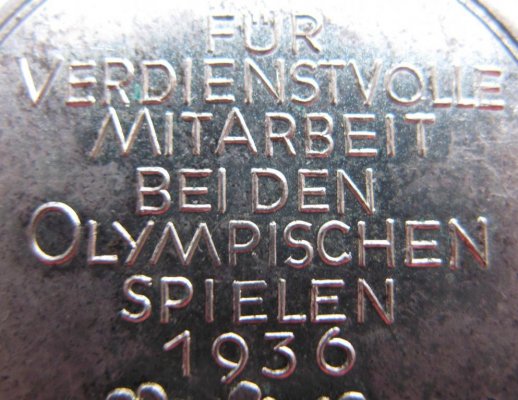 FÜR
VERDIENSTVOLLE
MITARBEIT
BEI DEN
OLYMPISCHEN
SPIELEN
1936